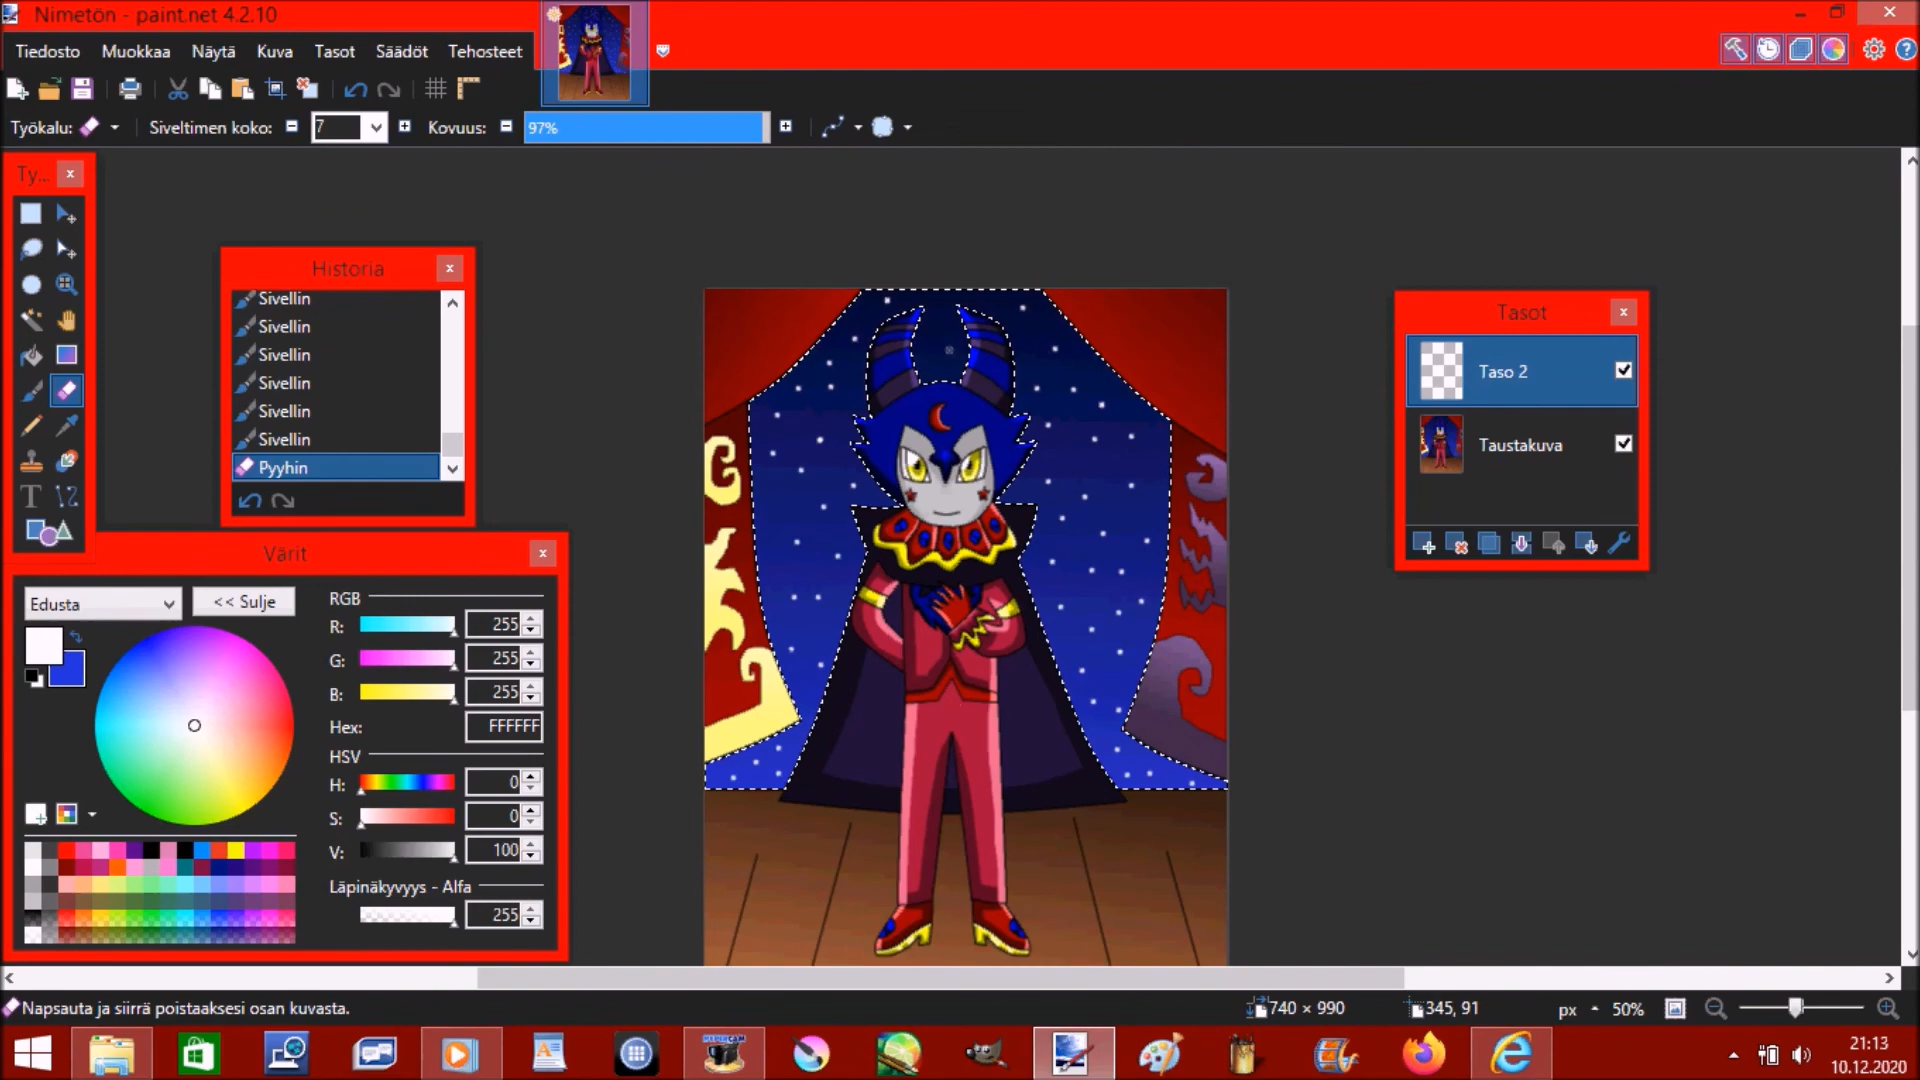 Nimetön - paint.net 4.2.10
Tiedosto Muokkaa Näytä Kuva Tasot Säädöt Tehosteet
Työkalu: Siveltimen koko: 7 Kovuus: 97%
Ty...
Historia
Sivellin
Sivellin
Sivellin
Sivellin
Sivellin
Sivellin
Pyyhin
Tasot
Taso 2
Taustakuva
Värit
Edusta
<< Sulje
RGB
R: 255
G: 255
B: 255
Hex: FFFFFF
HSV
H: 0
S: 0
V: 100
Läpinäkyvyys - Alfa
255
Napsauta ja siirrä poistaaksesi osan kuvasta.
740 × 990
345, 91
px
50%
21:13
10.12.2020